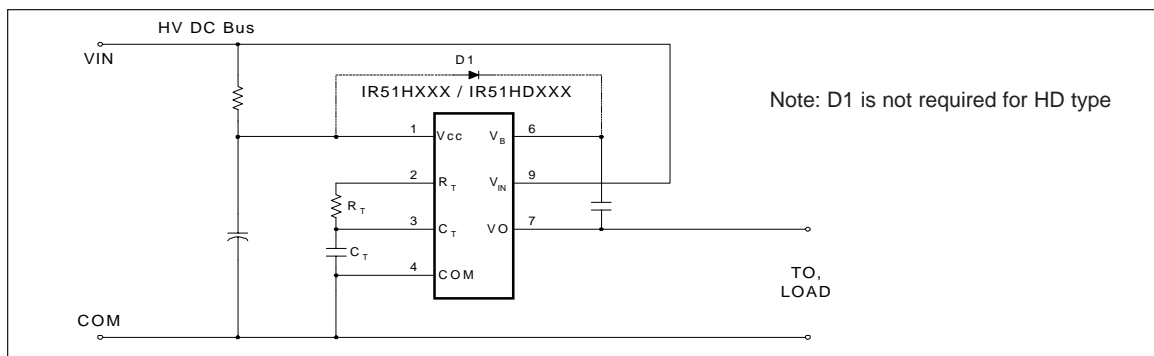 HV DC Bus
VIN
D1
IR51HXXX / IR51HDXXX
Note: D1 is not required for HD type
1 Vcc VB 6
2 RT VIN 9
RT
3 CT VO 7
CT
4 COM
TO,
LOAD
COM